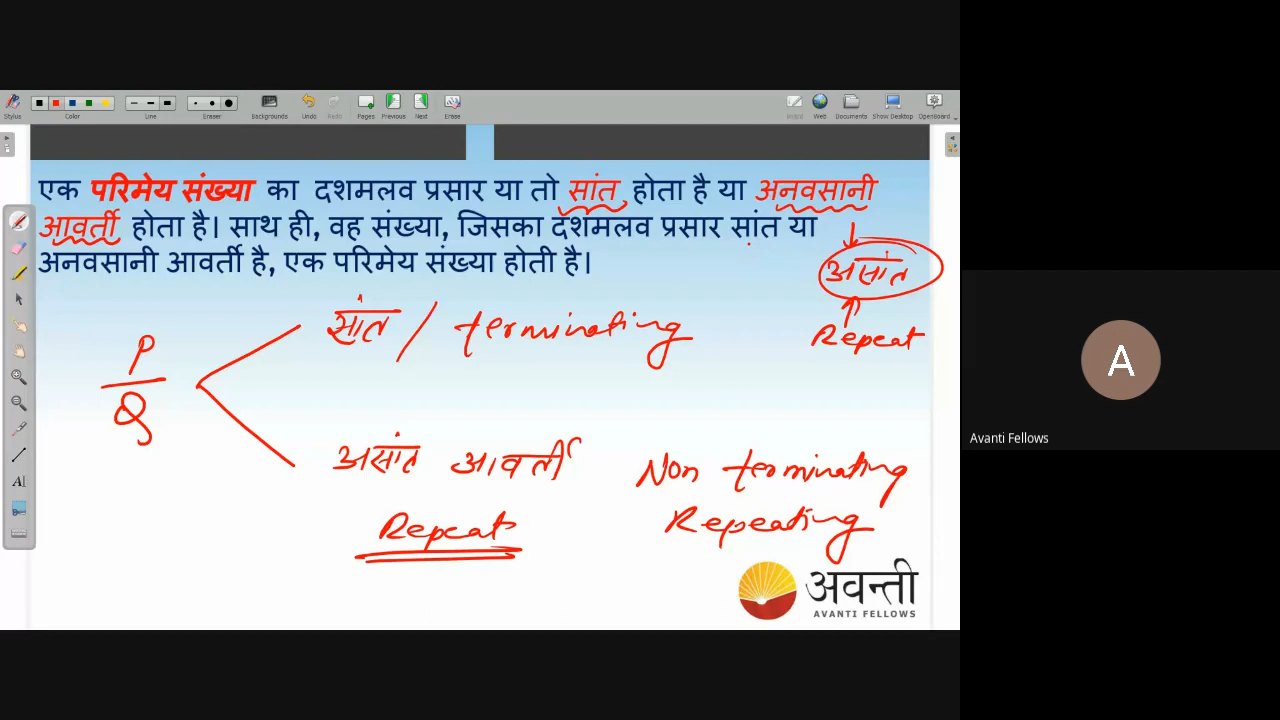 Stylus
Color
Line
Eraser
Backgrounds
Undo
Redo
Pages
Previous
Next
Erase
Board
Web
Documents
Show Desktop
OpenBoard
एक परिमेय संख्या का दशमलव प्रसार या तो सांत होता है या अनवसानी
आवर्ती होता है। साथ ही, वह संख्या, जिसका दशमलव प्रसार सांत या
अनवसानी आवर्ती है, एक परिमेय संख्या होती है।
असांत
Repeat
सांत / terminating
P
Q
असांत आवर्ती Non terminating
Repeat Repeating
अवन्ती
AVANTI FELLOWS
A
Avanti Fellows
AI